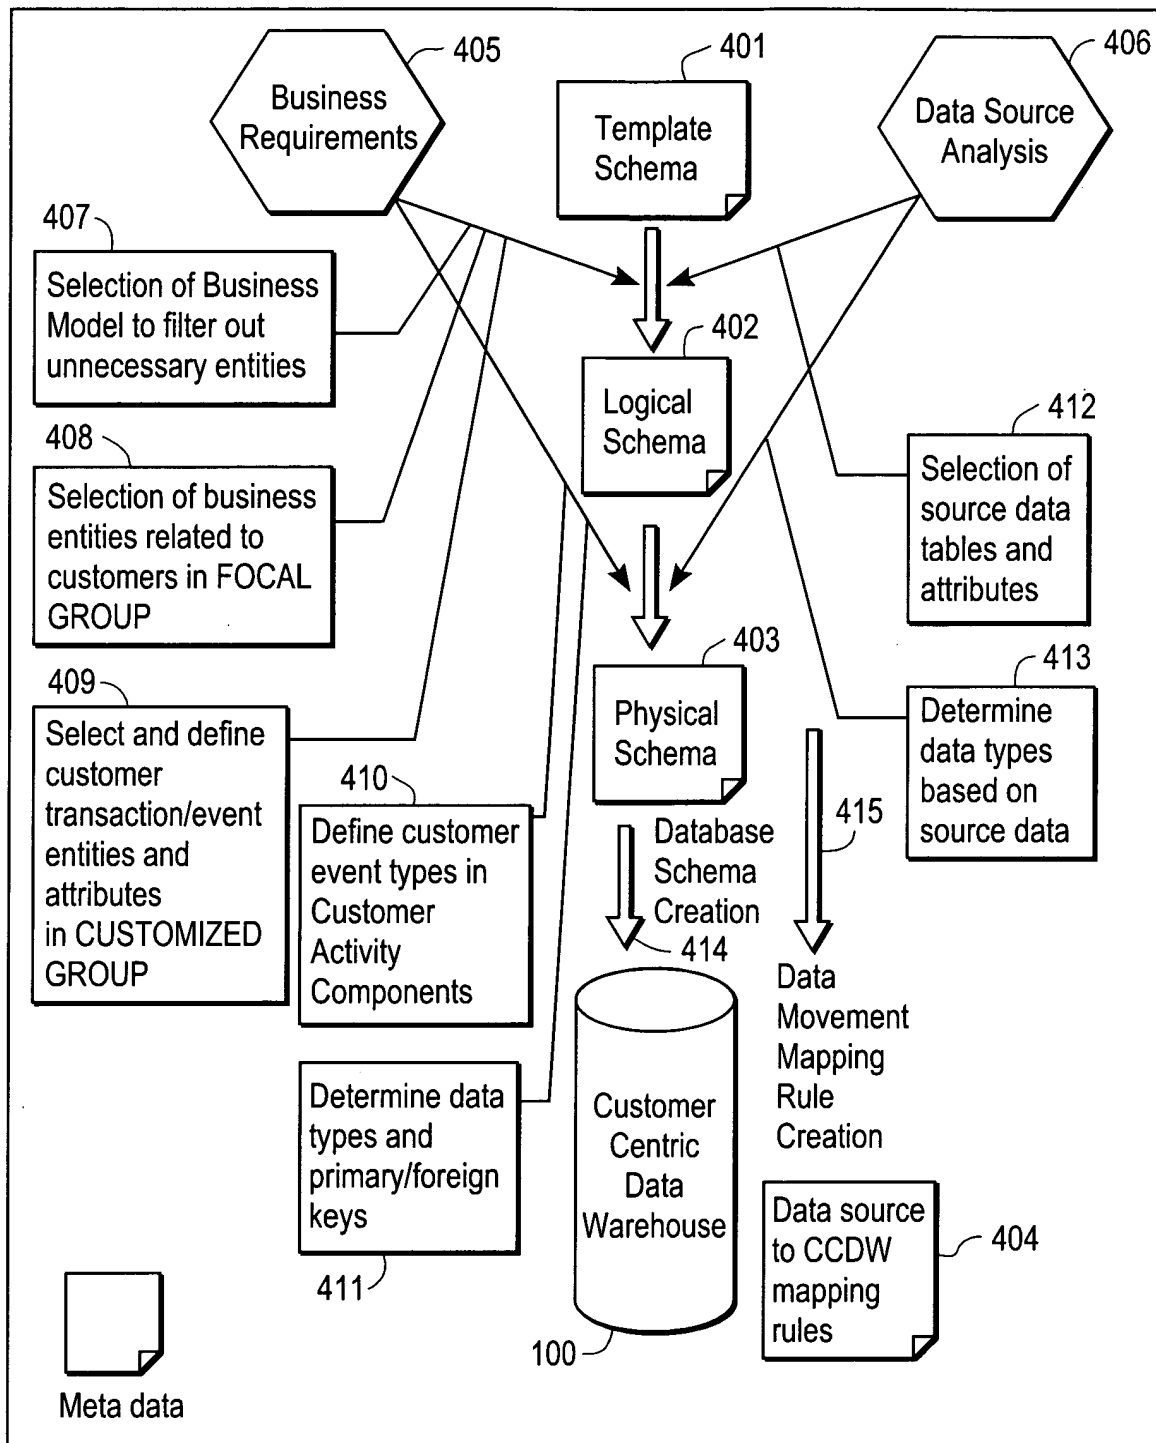 405
Business
Requirements
401
Template
Schema
406
Data Source
Analysis
407
Selection of Business
Model to filter out
unnecessary entities
402
Logical
Schema
408
Selection of business
entities related to
customers in FOCAL
GROUP
412
Selection of
source data
tables and
attributes
409
Select and define
customer
transaction/event
entities and
attributes
in CUSTOMIZED
GROUP
403
Physical
Schema
413
Determine
data types
based on
source data
410
Define customer
event types in
Customer
Activity
Components
Database
Schema
Creation
414
415
Data
Movement
Mapping
Rule
Creation
Determine data
types and
primary/foreign
keys
411
Customer
Centric
Data
Warehouse
100
Data source
to CCDW
mapping
rules
404
Meta data